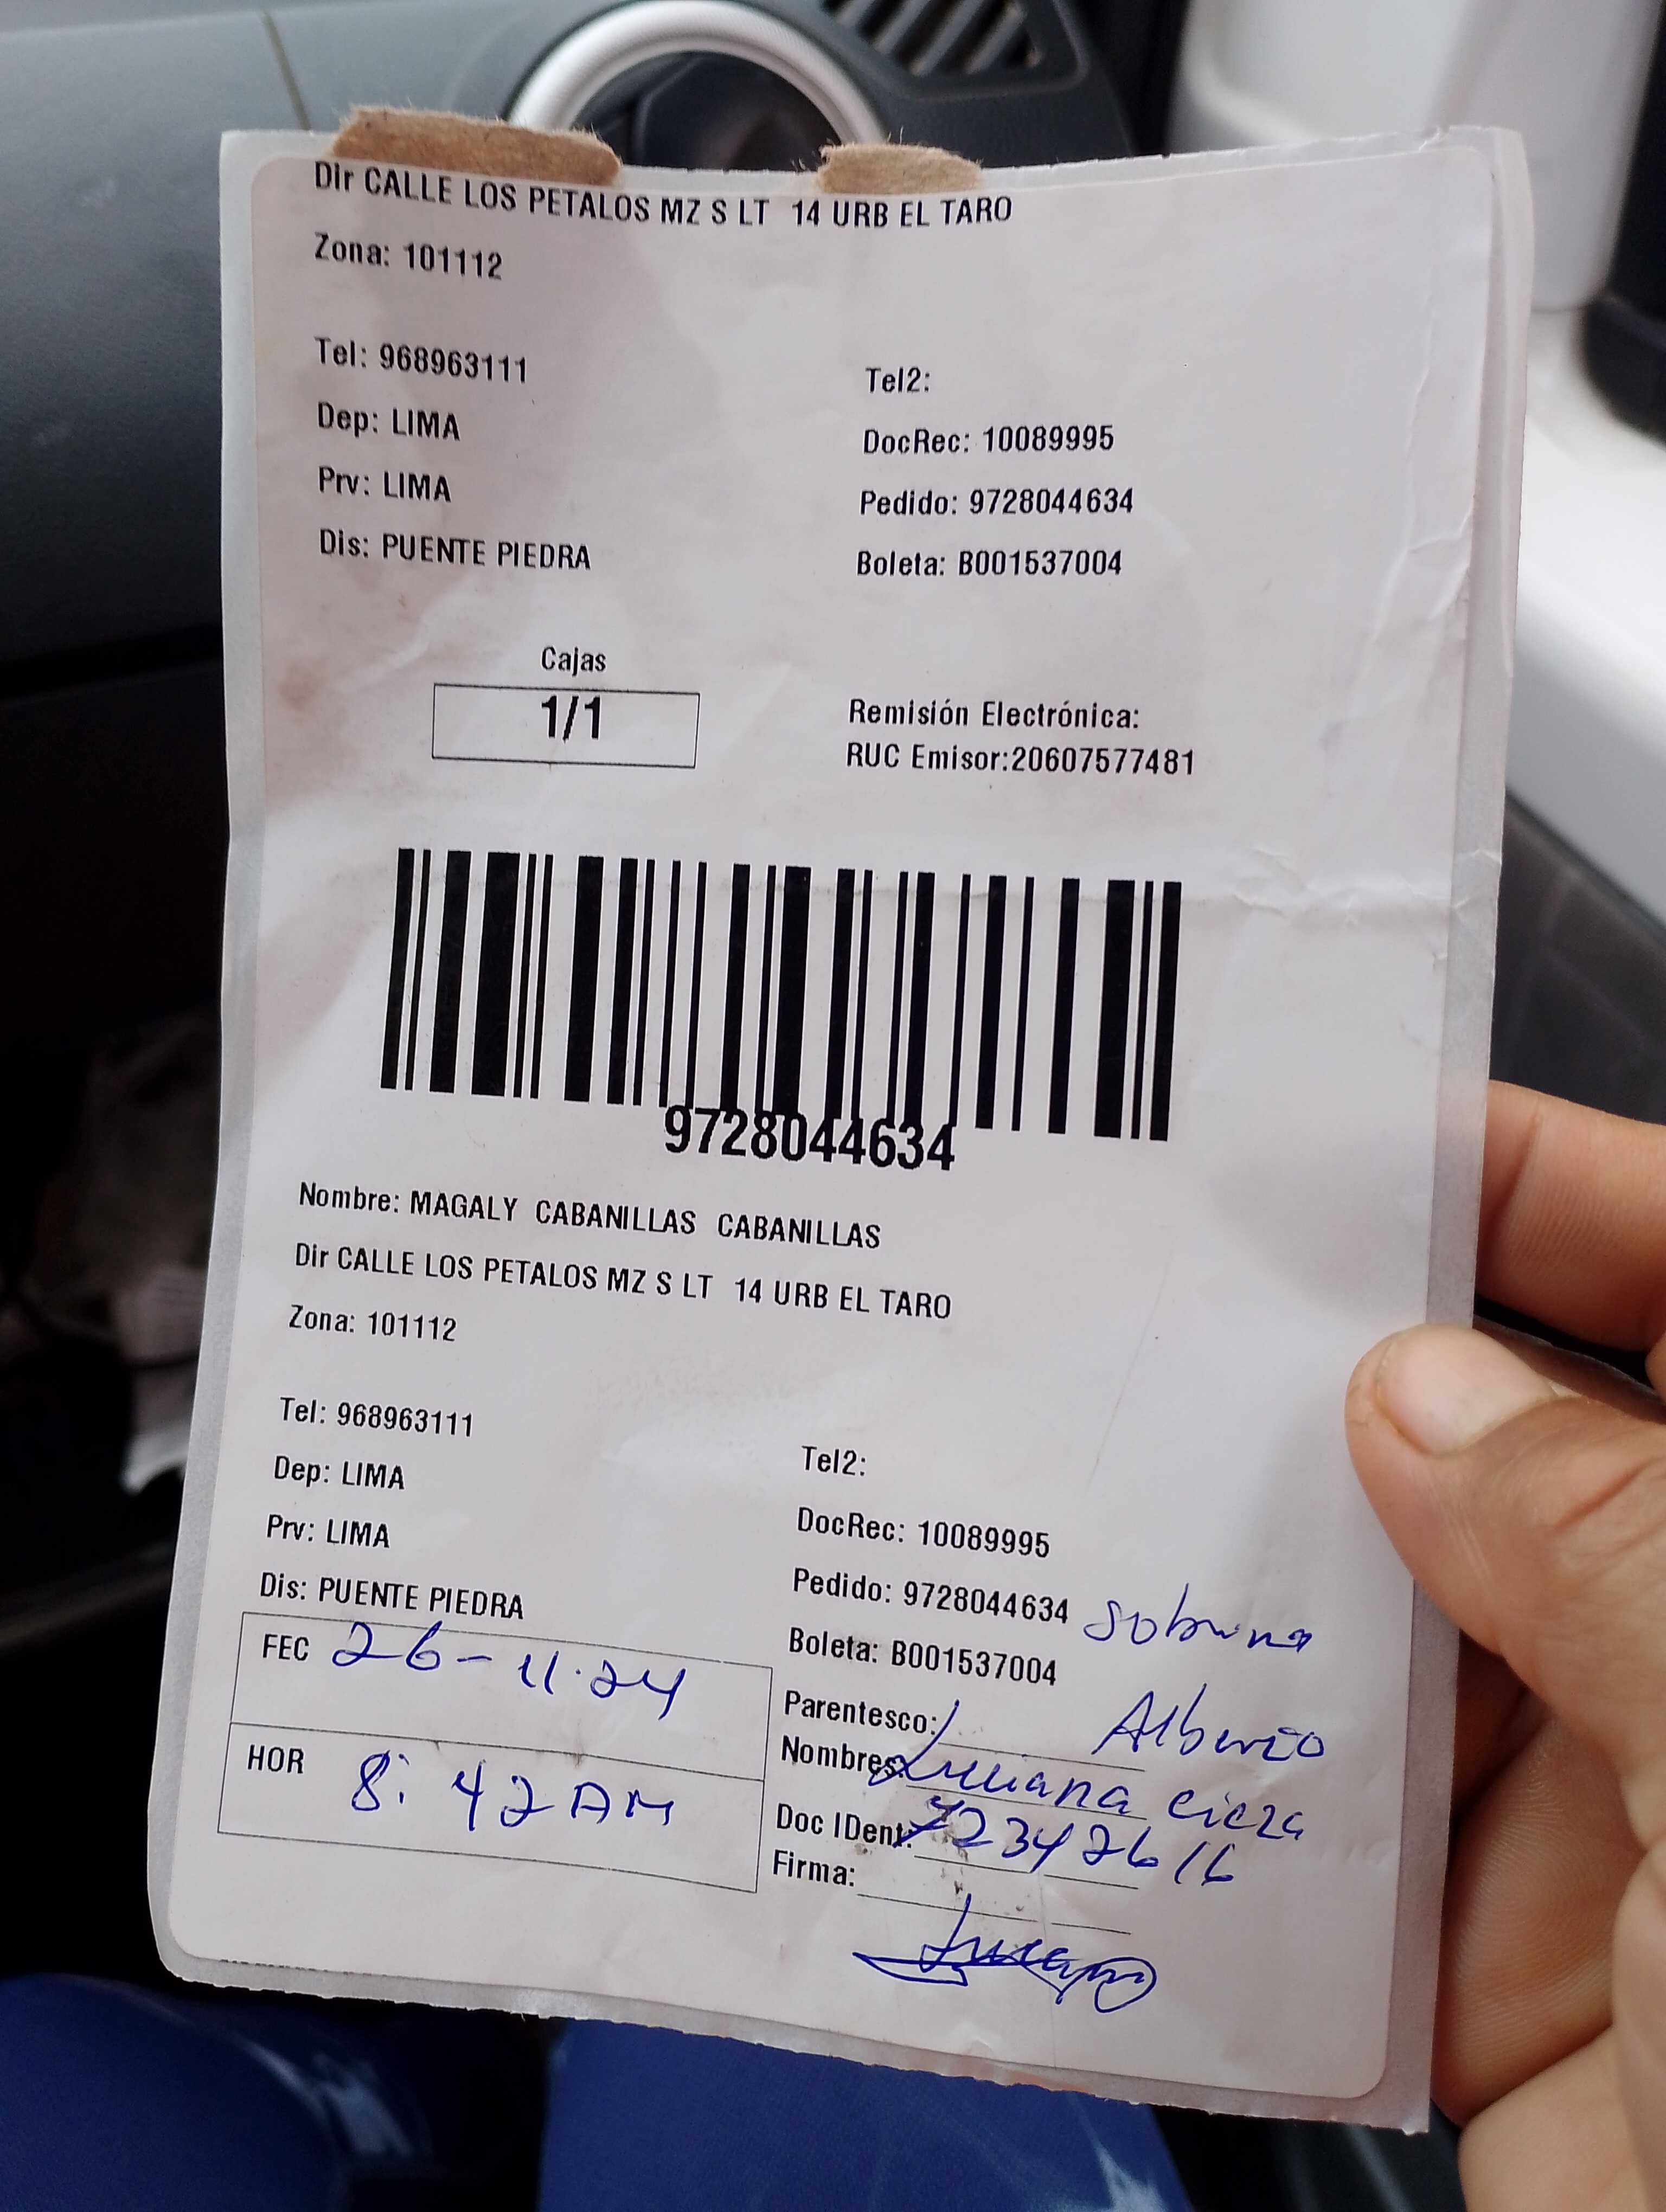 Dir CALLE LOS PETALOS MZ S LT 14 URB EL TARO
Zona: 101112
Tel: 968963111
Tel2:
Dep: LIMA
DocRec: 10089995
Prv: LIMA
Pedido: 9728044634
Dis: PUENTE PIEDRA
Boleta: B001537004
Cajas
1/1
Remisión Electrónica:
RUC Emisor:20607577481
9728044634
Nombre: MAGALY CABANILLAS CABANILLAS
Dir CALLE LOS PETALOS MZ S LT 14 URB EL TARO
Zona: 101112
Tel: 968963111
Tel2:
Dep: LIMA
DocRec: 10089995
Prv: LIMA
Pedido: 9728044634 sobrina
Dis: PUENTE PIEDRA
Boleta: B001537004
FEC 26-11-24
Parentesco:
Nombres: cieza
HOR 8:42 AM
Doc IDent: 72342616
Firma: